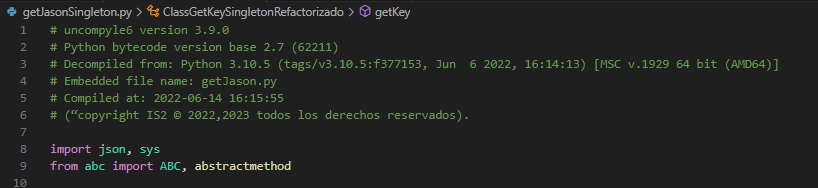 getJasonSingleton.py > ClassGetKeySingletonRefactorizado > getKey
1 # uncompyle6 version 3.9.0
2 # Python bytecode version base 2.7 (62211)
3 # Decompiled from: Python 3.10.5 (tags/v3.10.5:f377153, Jun  6 2022, 16:14:13) [MSC v.1929 64 bit (AMD64)]
4 # Embedded file name: getJason.py
5 # Compiled at: 2022-06-14 16:15:55
6 # (“copyright IS2 © 2022,2023 todos los derechos reservados).
7
8 import json, sys
9 from abc import ABC, abstractmethod
10